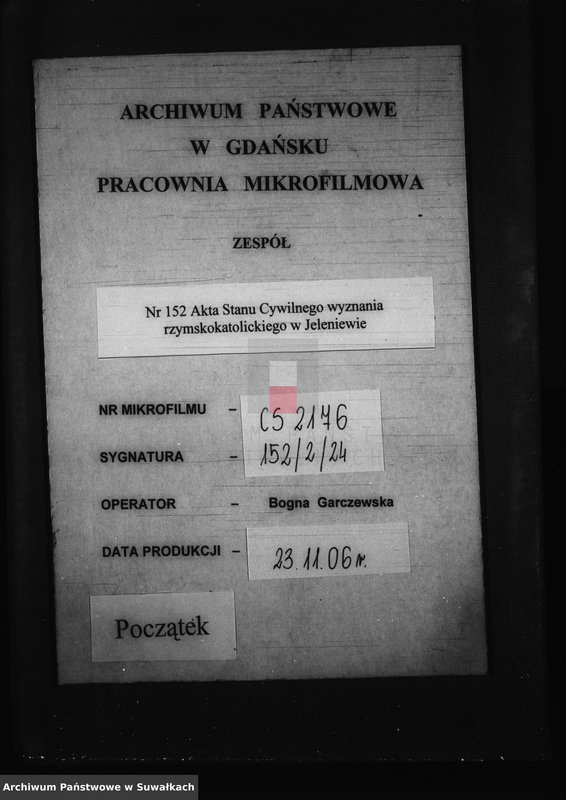 ARCHIWUM PAŃSTWOWE
W GDAŃSKU
PRACOWNIA MIKROFILMOWA
ZESPÓŁ
Nr 152 Akta Stanu Cywilnego wyznania
rzymskokatolickiego w Jeleniewie
NR MIKROFILMU – CS 2176
SYGNATURA – 152/2/24
OPERATOR – Bogna Garczewska
DATA PRODUKCJI – 23.11.06 r.
Początek
Archiwum Państwowe w Suwałkach